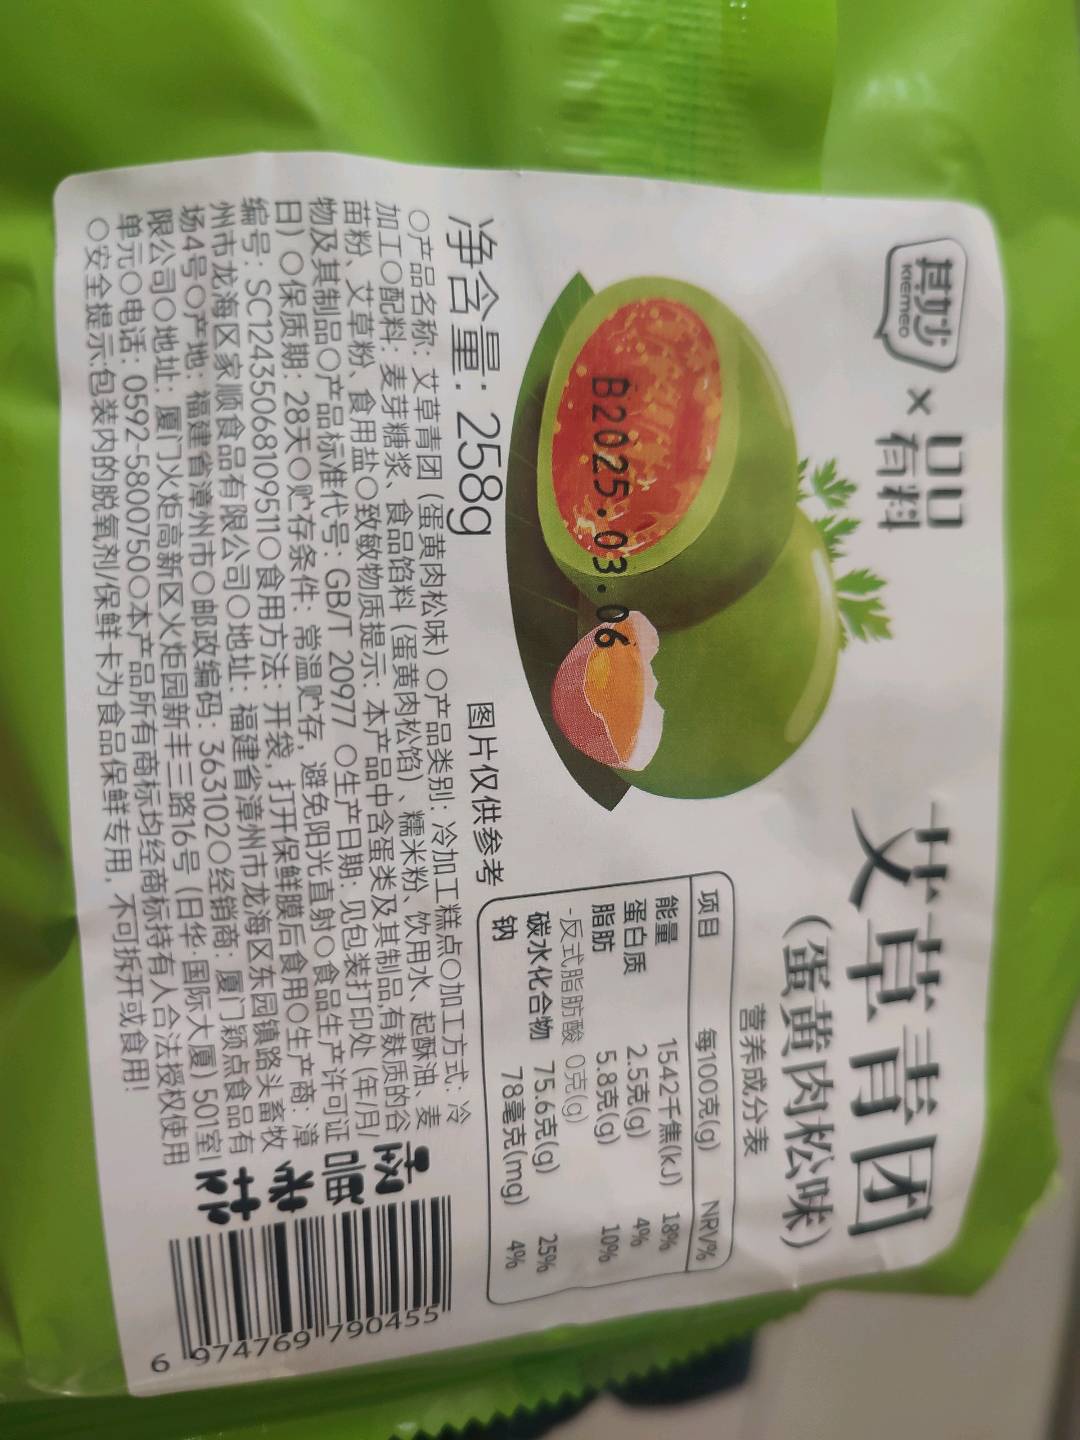 其妙
KHEMEO
×
口口
有料
艾草青团
(蛋黄肉松味)
B2025.03.06
营养成分表
项目 每100克(g) NRV%
能量 1542千焦(kJ) 18%
蛋白质 2.5克(g) 4%
脂肪 5.8克(g) 10%
-反式脂肪酸 0克(g)
碳水化合物 75.6克(g) 25%
钠 78毫克(mg) 4%
净含量: 258g
图片仅供参考
○产品名称: 艾草青团 (蛋黄肉松味) ○产品类别: 冷加工糕点○加工方式: 冷
加工○配料: 麦芽糖浆、食品馅料 (蛋黄肉松馅)、糯米粉、饮用水、起酥油、麦
苗粉、艾草粉、食用盐○致敏物质提示: 本产品中含蛋类及其制品,有麸质的谷
物及其制品○产品标准代号: GB/T 20977 ○生产日期: 见包装打印处 (年/月/
日) ○保质期: 28天○贮存条件: 常温贮存, 避免阳光直射○食品生产许可证
编号: SC12435068109511○食用方法: 开袋, 打开保鲜膜后食用○生产商: 漳
州市龙海区家顺食品有限公司○地址: 福建省漳州市龙海区东园镇路头畜牧
场4号○产地: 福建省漳州市○邮政编码: 363102○经销商: 厦门颖点食品有
限公司○地址: 厦门火炬高新区火炬园新丰三路16号 (日华·国际大厦) 501室
单元○电话: 0592-5800750○本产品所有商标均经商标持有人合法授权使用
○安全提示:包装内的脱氧剂/保鲜卡为食品保鲜专用, 不可拆开或食用!
6 974769 790455